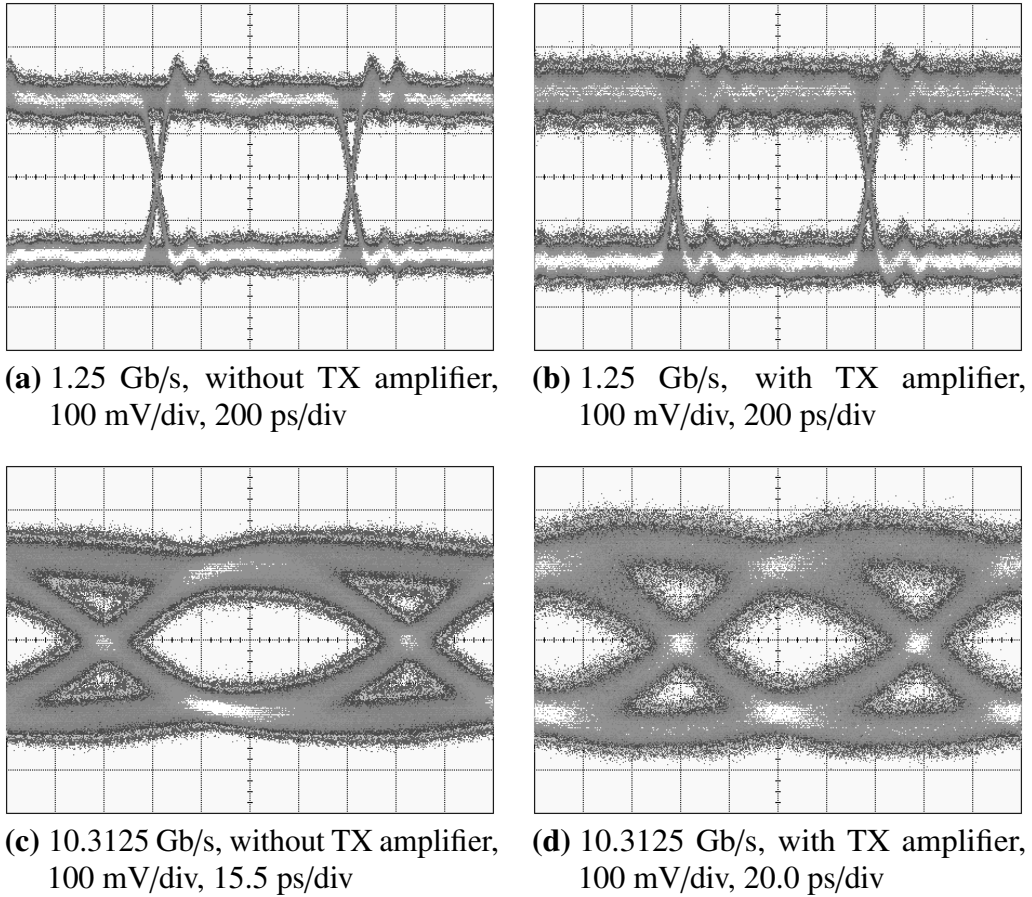 (a) 1.25 Gb/s, without TX amplifier,
100 mV/div, 200 ps/div
(b) 1.25 Gb/s, with TX amplifier,
100 mV/div, 200 ps/div
(c) 10.3125 Gb/s, without TX amplifier,
100 mV/div, 15.5 ps/div
(d) 10.3125 Gb/s, with TX amplifier,
100 mV/div, 20.0 ps/div